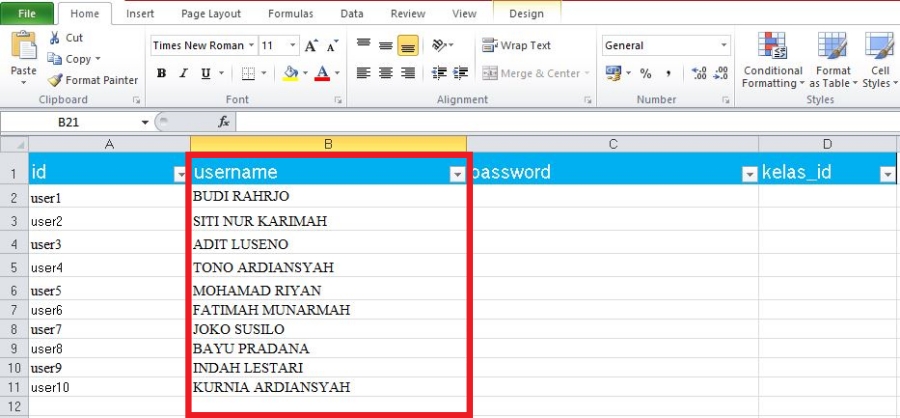 File Home Insert Page Layout Formulas Data Review View Design
Paste
Cut
Copy
Format Painter
Clipboard
Times New Roman 11 A A
B I U A
Font
Wrap Text
Merge & Center
Alignment
General
% , .00 .00
Number
Conditional Formatting
Format as Table
Cell Styles
Styles
B21 fx
A B C D
1 id username password kelas_id
2 user1 BUDI RAHRJO
3 user2 SITI NUR KARIMAH
4 user3 ADIT LUSENO
5 user4 TONO ARDIANSYAH
6 user5 MOHAMAD RIYAN
7 user6 FATIMAH MUNARMAH
8 user7 JOKO SUSILO
9 user8 BAYU PRADANA
10 user9 INDAH LESTARI
11 user10 KURNIA ARDIANSYAH
12